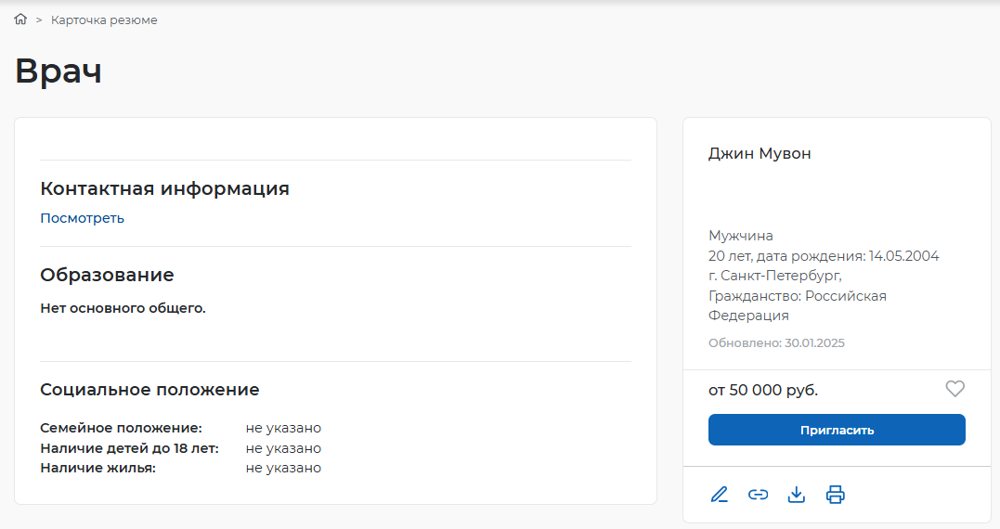 > Карточка резюме
Врач
Контактная информация
Посмотреть
Образование
Нет основного общего.
Социальное положение
Семейное положение: не указано
Наличие детей до 18 лет: не указано
Наличие жилья: не указано
Джин Мувон
Мужчина
20 лет, дата рождения: 14.05.2004
г. Санкт-Петербург,
Гражданство: Российская
Федерация
Обновлено: 30.01.2025
от 50 000 руб.
Пригласить